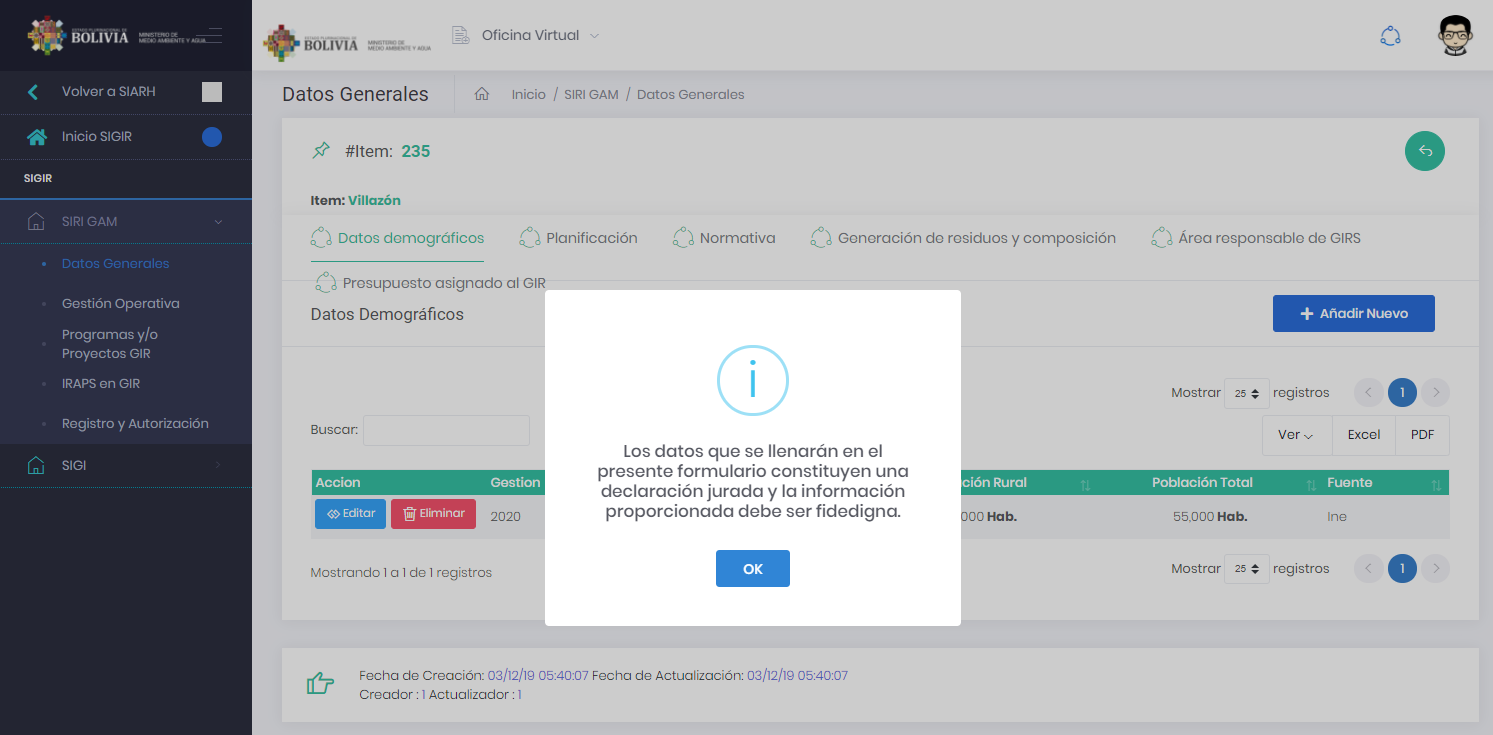 ESTADO PLURINACIONAL DE
BOLIVIA
MINISTERIO DE
MEDIO AMBIENTE Y AGUA
Volver a SIARH
Inicio SIGIR
SIGIR
SIRI GAM
Datos Generales
Gestión Operativa
Programas y/o
Proyectos GIR
IRAPS en GIR
Registro y Autorización
SIGI
ESTADO PLURINACIONAL DE
BOLIVIA
MINISTERIO DE
MEDIO AMBIENTE Y AGUA
Oficina Virtual
Datos Generales
Inicio / SIRI GAM / Datos Generales
#Item: 235
Item: Villazón
Datos demográficos Planificación Normativa Generación de residuos y composición Área responsable de GIRS
Presupuesto asignado al GIR
Datos Demográficos
Añadir Nuevo
Mostrar 25 registros 1
Buscar:
Ver Excel PDF
Accion Gestion ción Rural Población Total Fuente
Editar Eliminar 2020 000 Hab. 55,000 Hab. Ine
Mostrando 1 a 1 de 1 registros
Mostrar 25 registros 1
Los datos que se llenarán en el
presente formulario constituyen una
declaración jurada y la información
proporcionada debe ser fidedigna.
OK
Fecha de Creación: 03/12/19 05:40:07 Fecha de Actualización: 03/12/19 05:40:07
Creador : 1 Actualizador : 1